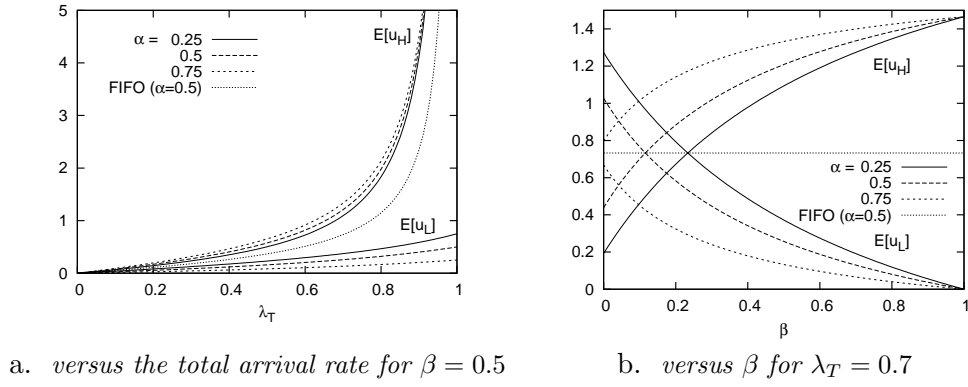 5
4
3
2
1
0
0 0.2 0.4 0.6 0.8 1
λ_T
α = 0.25
0.5
0.75
FIFO (α=0.5)
E[u_H]
E[u_L]
1.4
1.2
1
0.8
0.6
0.4
0.2
0
0 0.2 0.4 0.6 0.8 1
β
E[u_H]
α = 0.25
0.5
0.75
FIFO (α=0.5)
E[u_L]
a. versus the total arrival rate for β = 0.5
b. versus β for λ_T = 0.7